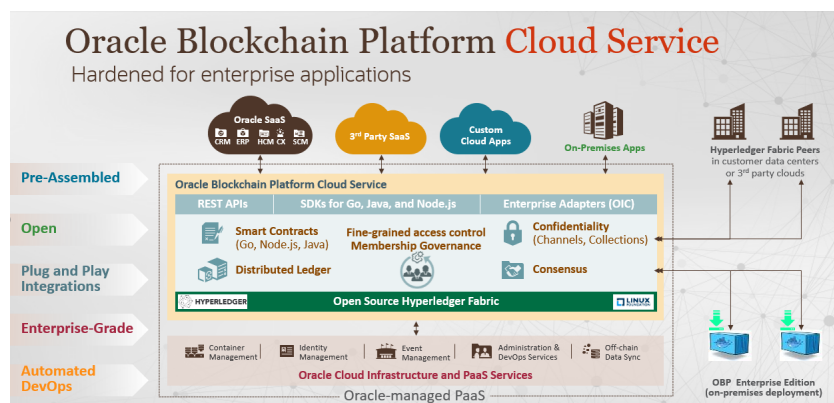 Oracle Blockchain Platform Cloud Service
Hardened for enterprise applications
Oracle SaaS
CRM ERP HCM CX SCM
3rd Party SaaS
Custom
Cloud Apps
On-Premises Apps
Hyperledger Fabric Peers
in customer data centers
or 3rd party clouds
Pre-Assembled
Open
Plug and Play
Integrations
Enterprise-Grade
Automated
DevOps
Oracle Blockchain Platform Cloud Service
REST APIs
SDKs for Go, Java, and Node.js
Enterprise Adapters (OIC)
Smart Contracts
(Go, Node.js, Java)
Fine-grained access control
Membership Governance
Confidentiality
(Channels, Collections)
Distributed Ledger
Consensus
HYPERLEDGER
Open Source Hyperledger Fabric
LINUX
FOUNDATION
Container
Management
Identity
Management
Event
Management
Administration &
DevOps Services
Off-chain
Data Sync
Oracle Cloud Infrastructure and PaaS Services
Oracle-managed PaaS
OBP Enterprise Edition
(on-premises deployment)